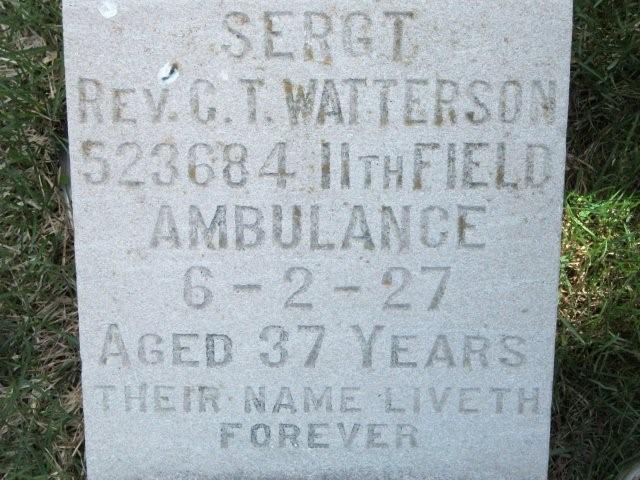 SERGT.
REV. C. T. WATTERSON
523684 11TH FIELD
AMBULANCE
6-2-27
AGED 37 YEARS
THEIR NAME LIVETH
FOREVER